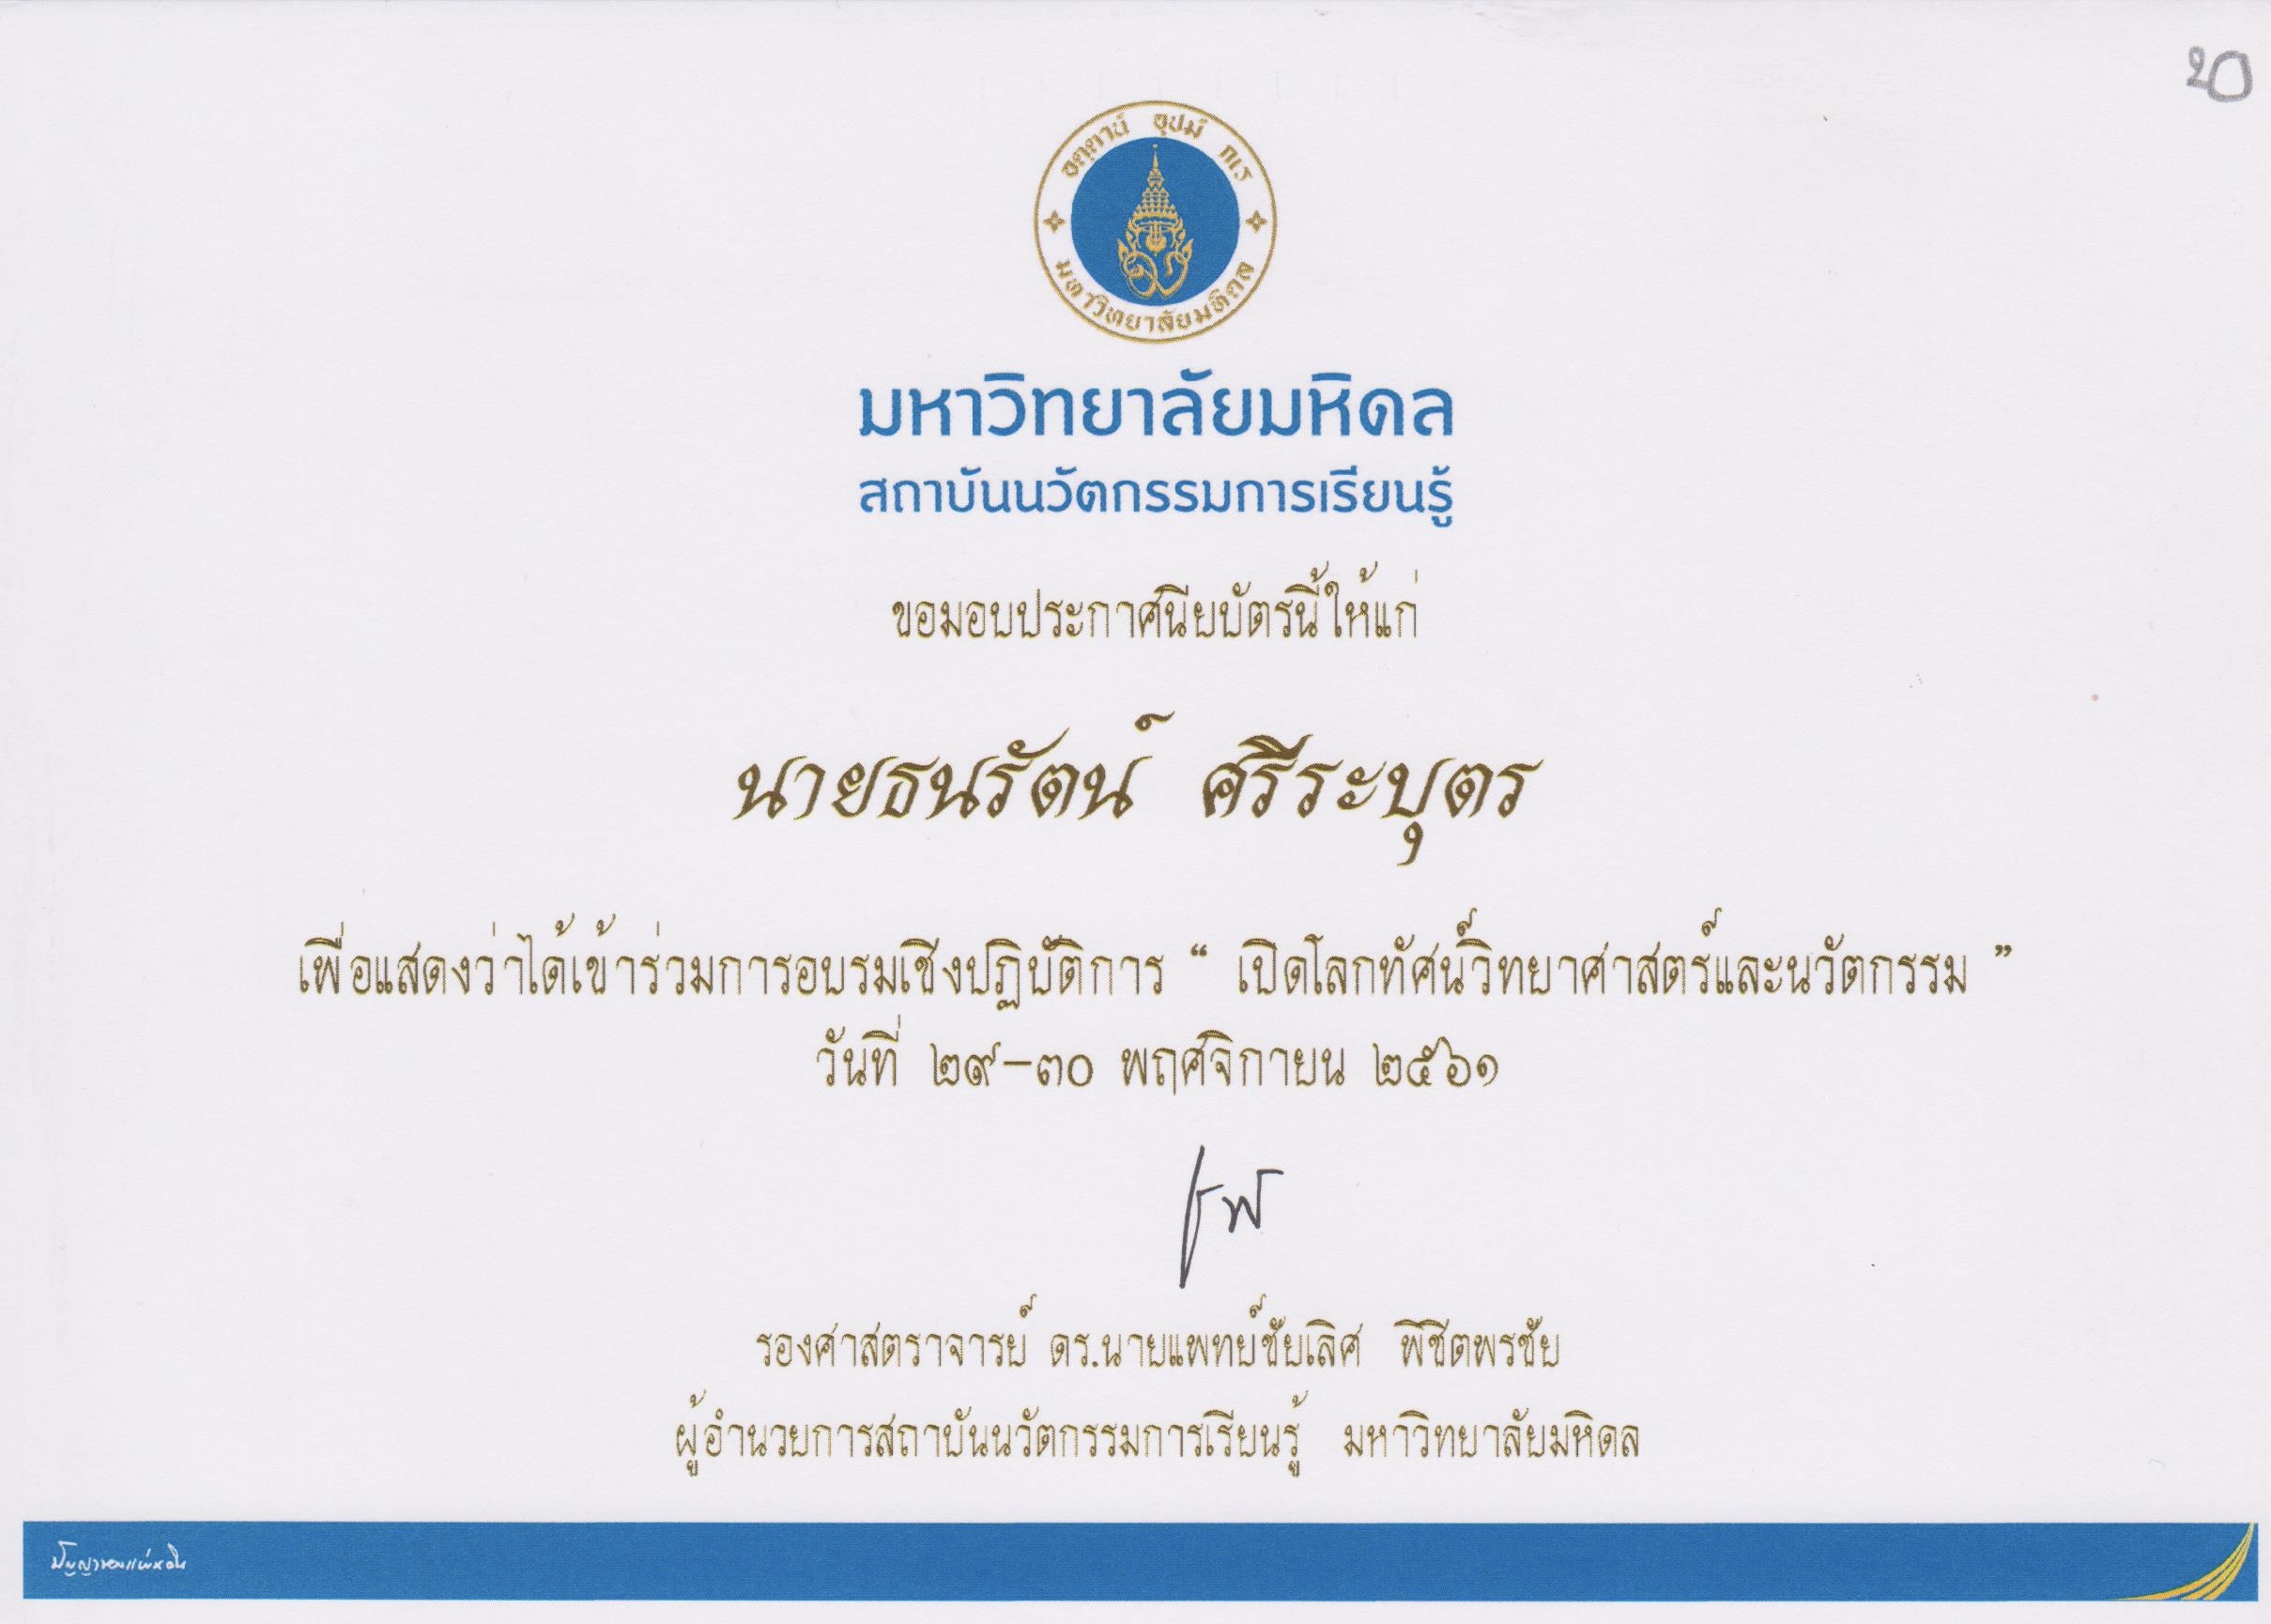 ๒๐
อตฺตานํ อุปมํ กเร
มหาวิทยาลัยมหิดล
มหาวิทยาลัยมหิดล
สถาบันนวัตกรรมการเรียนรู้
ขอมอบประกาศนียบัตรนี้ให้แก่
นายธนรัตน์ ศรีระบุตร
เพื่อแสดงว่าได้เข้าร่วมการอบรมเชิงปฏิบัติการ “ เปิดโลกทัศน์วิทยาศาสตร์และนวัตกรรม ”
วันที่ ๒๙-๓๐ พฤศจิกายน ๒๕๖๑
รองศาสตราจารย์ ดร.นายแพทย์ชัยเลิศ พิชิตพรชัย
ผู้อำนวยการสถาบันนวัตกรรมการเรียนรู้ มหาวิทยาลัยมหิดล
ปัญญาของแผ่นดิน